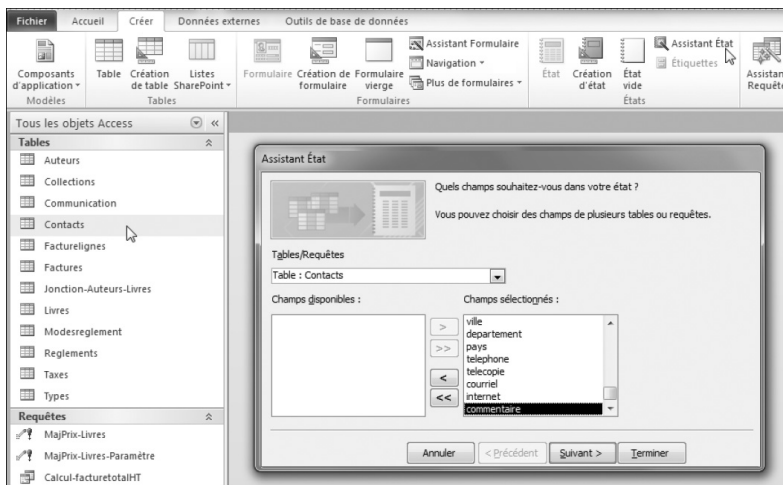 Fichier Accueil Créer Données externes Outils de base de données
Composants d'application
Table
Création de table
Listes SharePoint
Formulaire
Création de formulaire
Formulaire vierge
Assistant Formulaire
Navigation
Plus de formulaires
État
Création d'état
État vide
Assistant État
Étiquettes
Assistan
Requêt
Modèles Tables Formulaires États
Tous les objets Access
Tables
Auteurs
Collections
Communication
Contacts
Facturelignes
Factures
Jonction-Auteurs-Livres
Livres
Modesreglement
Reglements
Taxes
Types
Requêtes
MajPrix-Livres
MajPrix-Livres-Paramètre
Calcul-facturetotalHT
Assistant État
Quels champs souhaitez-vous dans votre état ?
Vous pouvez choisir des champs de plusieurs tables ou requêtes.
Tables/Requêtes
Table : Contacts
Champs disponibles :
Champs sélectionnés :
>
>>
<
<<
ville
departement
pays
telephone
telecopie
courriel
internet
commentaire
Annuler < Précédent Suivant > Terminer